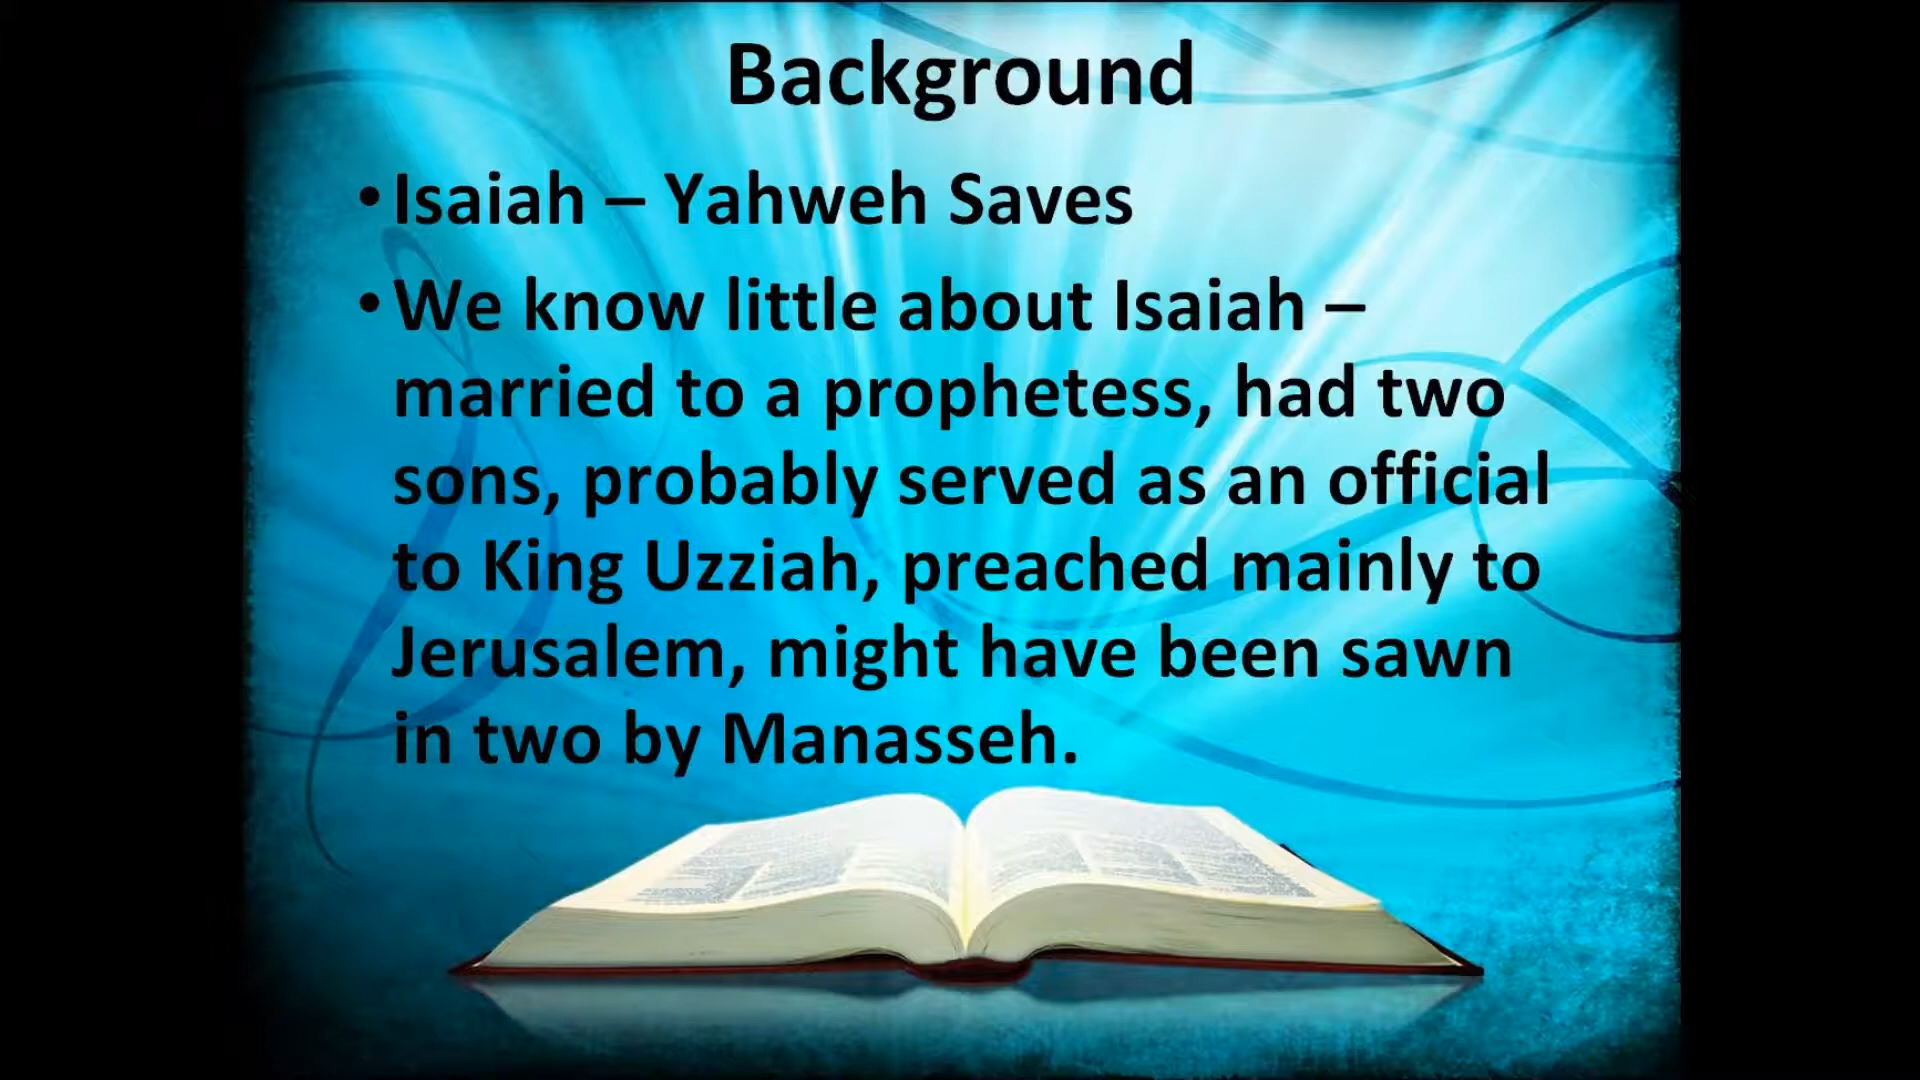 Background
• Isaiah – Yahweh Saves
• We know little about Isaiah –
married to a prophetess, had two
sons, probably served as an official
to King Uzziah, preached mainly to
Jerusalem, might have been sawn
in two by Manasseh.